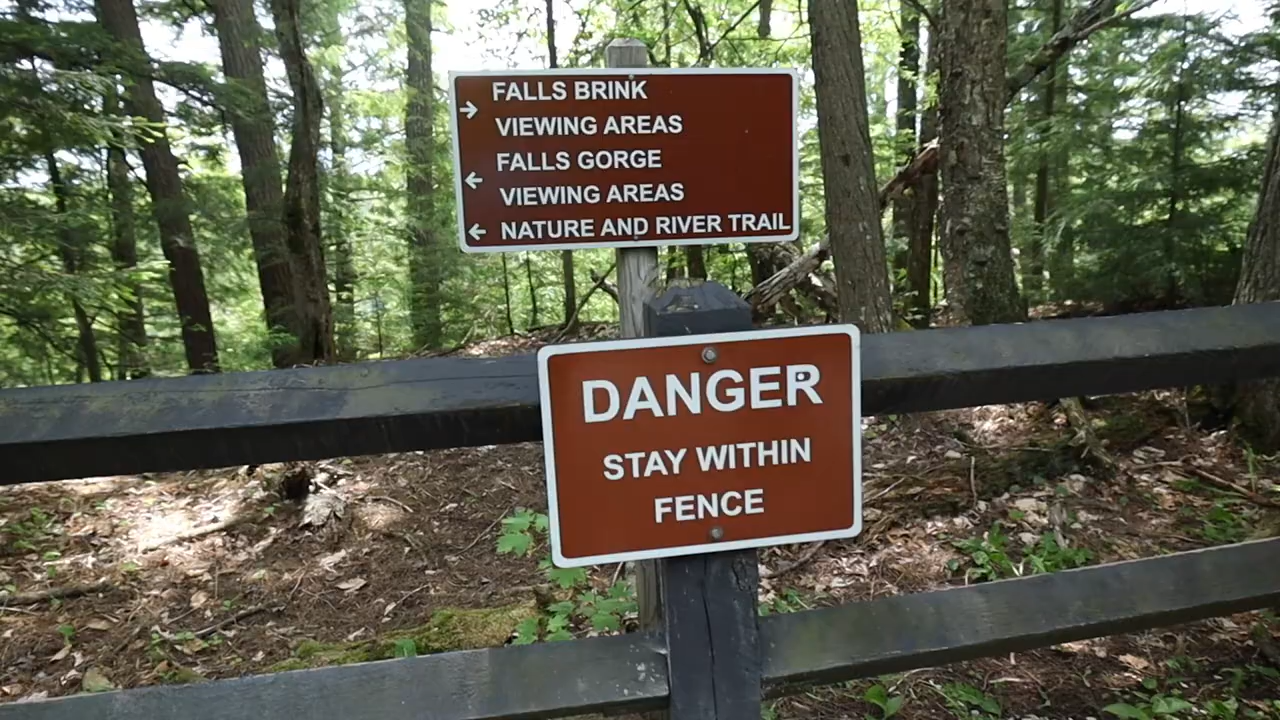 → FALLS BRINK
VIEWING AREAS
← FALLS GORGE
VIEWING AREAS
← NATURE AND RIVER TRAIL
DANGER
STAY WITHIN
FENCE